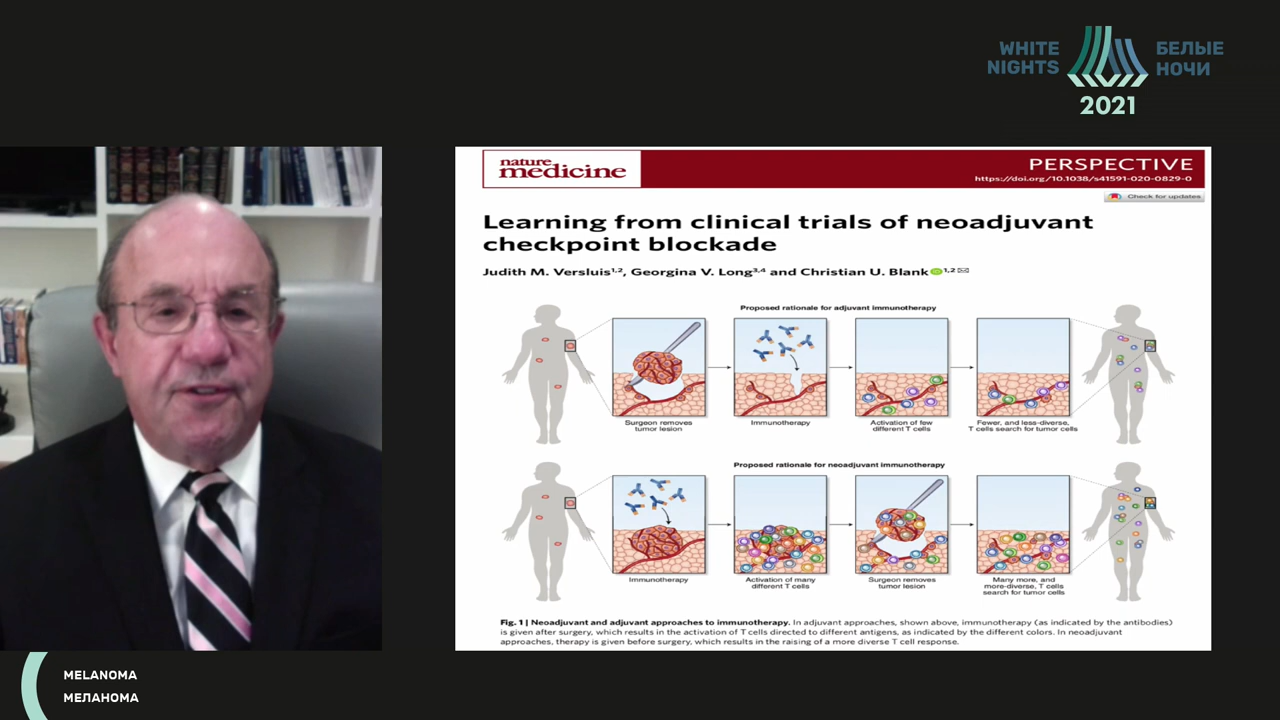 WHITE
NIGHTS
БЕЛЫЕ
НОЧИ
2021
nature
medicine
PERSPECTIVE
https://doi.org/10.1038/s41591-020-0829-0
Check for updates
Learning from clinical trials of neoadjuvant
checkpoint blockade
Judith M. Versluis1,2, Georgina V. Long3,4 and Christian U. Blank 1,2
Proposed rationale for adjuvant immunotherapy
Surgeon removes
tumor lesion
Immunotherapy
Activation of few
different T cells
Fewer, and less-diverse,
T cells search for tumor cells
Proposed rationale for neoadjuvant immunotherapy
Immunotherapy
Activation of many
different T cells
Surgeon removes
tumor lesion
Many more, and
more-diverse, T cells
search for tumor cells
Fig. 1 | Neoadjuvant and adjuvant approaches to immunotherapy. In adjuvant approaches, shown above, immunotherapy (as indicated by the antibodies)
is given after surgery, which results in the activation of T cells directed to different antigens, as indicated by the different colors. In neoadjuvant
approaches, therapy is given before surgery, which results in the raising of a more diverse T cell response.
MELANOMA
МЕЛАНОМА